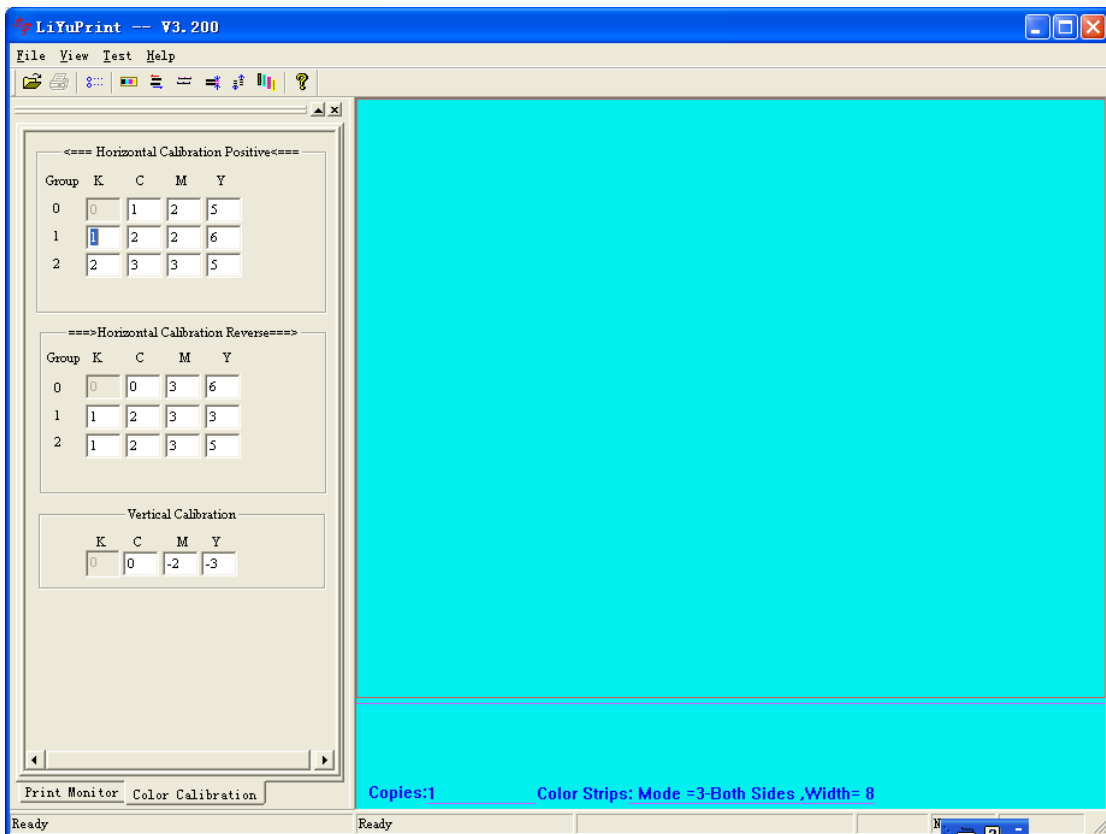 LiYuPrint -- V3.200
File View Test Help
<=== Horizontal Calibration Positive<===
Group K C M Y
0 0 1 2 5
1 1 2 2 6
2 2 3 3 5
===>Horizontal Calibration Reverse===>
Group K C M Y
0 0 0 3 6
1 1 2 3 3
2 1 2 3 5
Vertical Calibration
K C M Y
0 0 -2 -3
Print Monitor Color Calibration
Copies:1 Color Strips: Mode =3-Both Sides ,Width= 8
Ready Ready